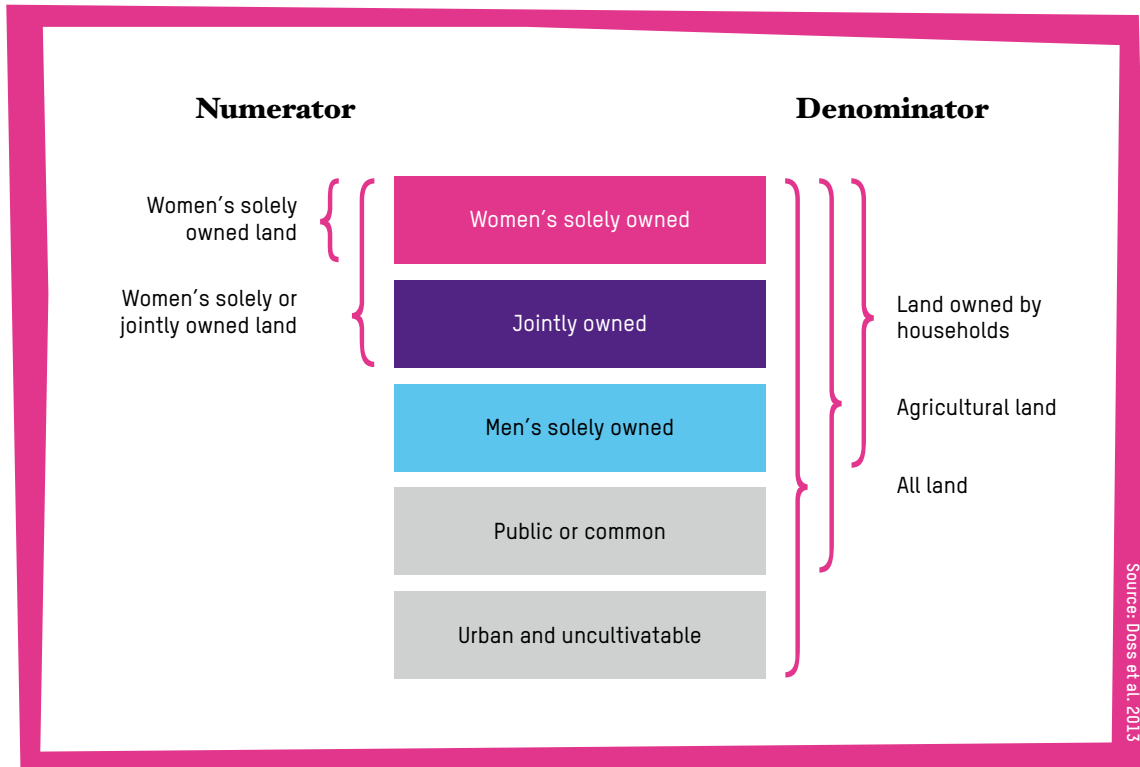 Numerator
Denominator
Women’s solely
owned land
Women’s solely or
jointly owned land
Women’s solely owned
Jointly owned
Men’s solely owned
Public or common
Urban and uncultivatable
Land owned by
households
Agricultural land
All land
Source: Doss et al. 2013